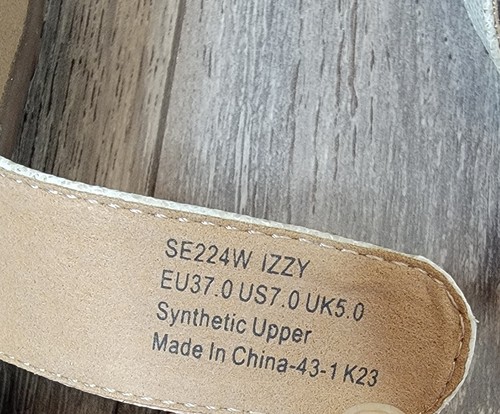 SE224W IZZY
EU37.0 US7.0 UK5.0
Synthetic Upper
Made In China-43-1 K23